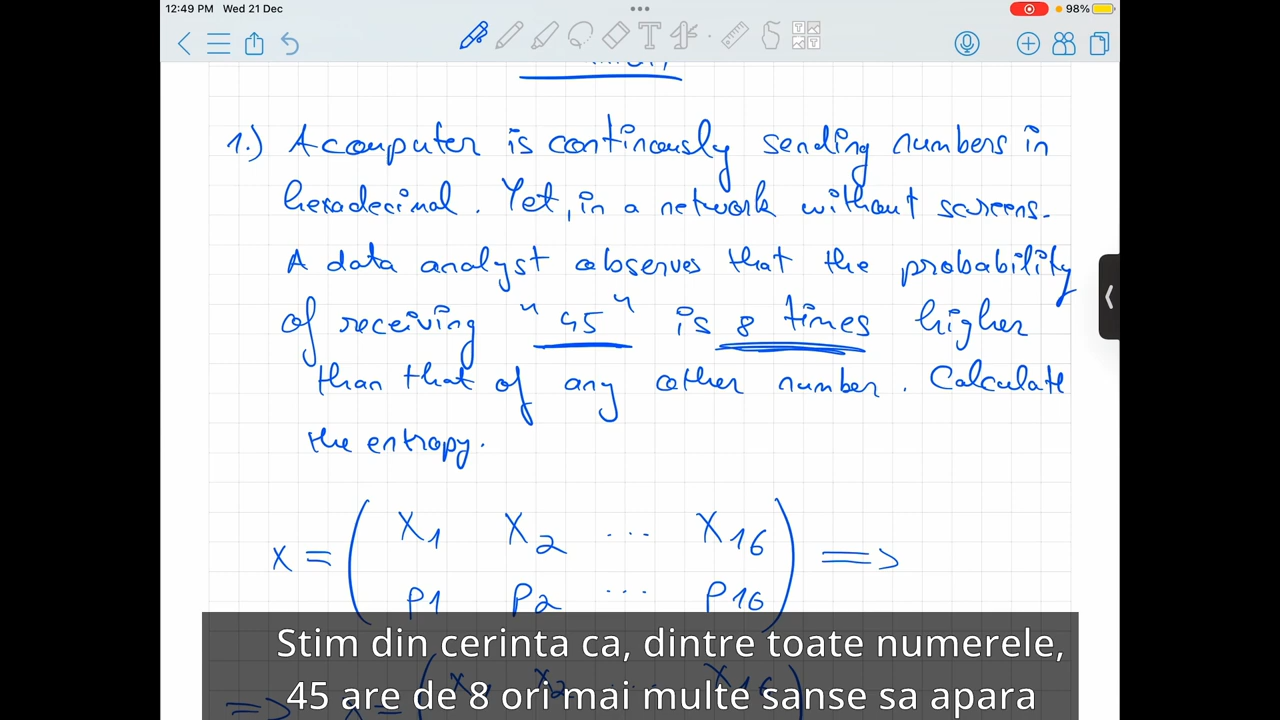 12:49 PM Wed 21 Dec
98%
1.) A computer is continously sending numbers in
hexadecimal. Yet, in a network without screens.
A data analyst observes that the probability
of receiving "45" is 8 times higher
than that of any other number. Calculate
the entropy.
X = ( X1 X2 ... X16 ) =>
p1 p2 ... p16
Stim din cerinta ca, dintre toate numerele,
45 are de 8 ori mai multe sanse sa apara